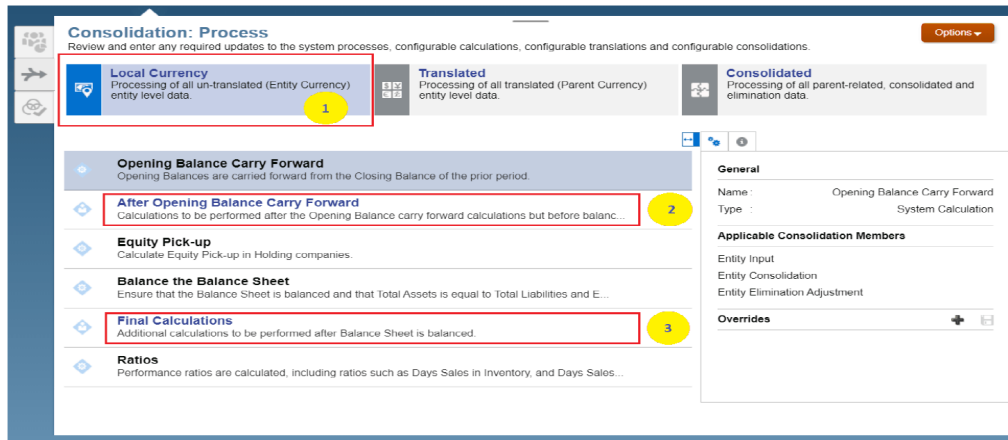 Consolidation: Process
Options
Review and enter any required updates to the system processes, configurable calculations, configurable translations and configurable consolidations.
Local Currency
Processing of all un-translated (Entity Currency)
entity level data.
1
Translated
Processing of all translated (Parent Currency)
entity level data.
Consolidated
Processing of all parent-related, consolidated and
elimination data.
Opening Balance Carry Forward
Opening Balances are carried forward from the Closing Balance of the prior period.
After Opening Balance Carry Forward
Calculations to be performed after the Opening Balance carry forward calculations but before balanc...
2
Equity Pick-up
Calculate Equity Pick-up in Holding companies.
Balance the Balance Sheet
Ensure that the Balance Sheet is balanced and that Total Assets is equal to Total Liabilities and E...
Final Calculations
Additional calculations to be performed after Balance Sheet is balanced.
3
Ratios
Performance ratios are calculated, including ratios such as Days Sales in Inventory, and Days Sales...
General
Name : Opening Balance Carry Forward
Type : System Calculation
Applicable Consolidation Members
Entity Input
Entity Consolidation
Entity Elimination Adjustment
Overrides